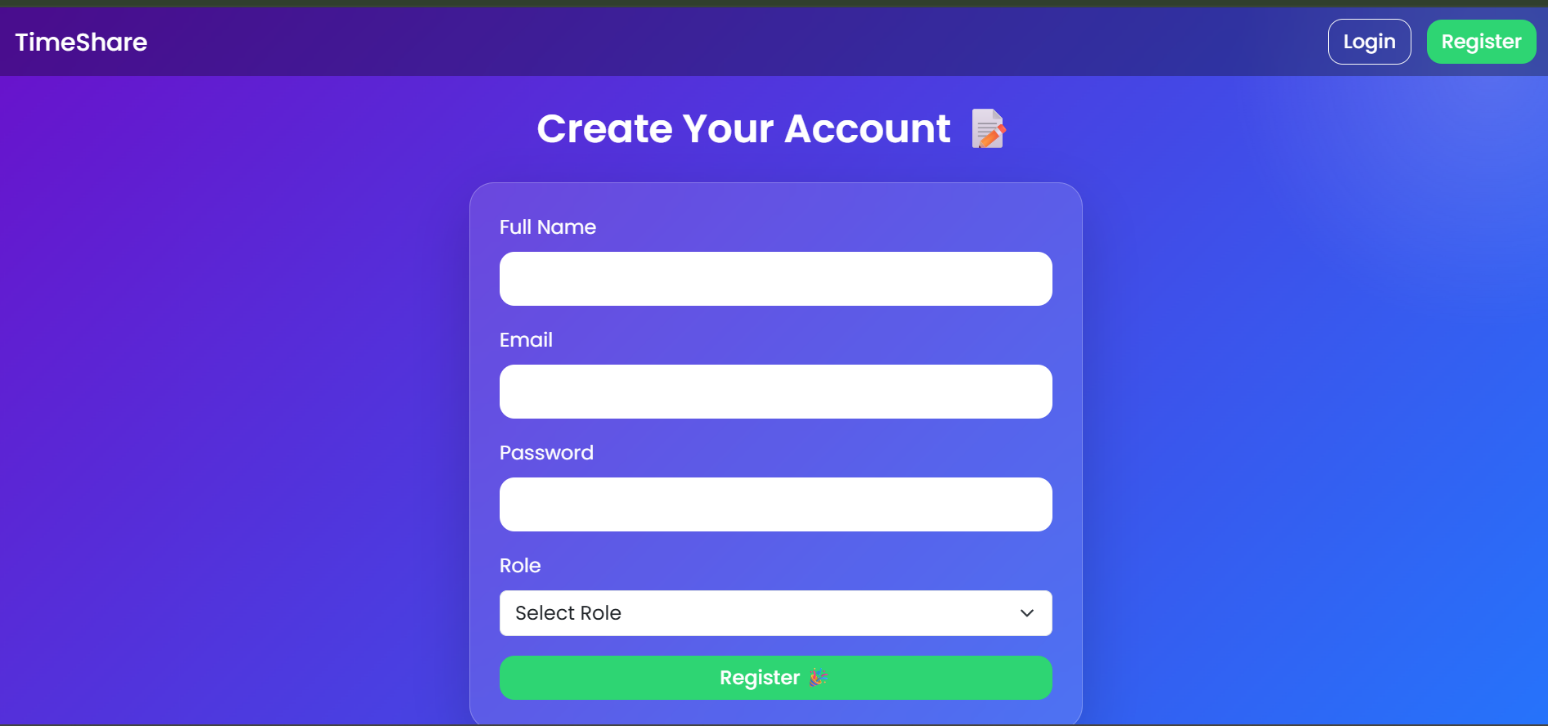 TimeShare
Login
Register
Create Your Account 📝
Full Name
Email
Password
Role
Select Role
Register 🎉